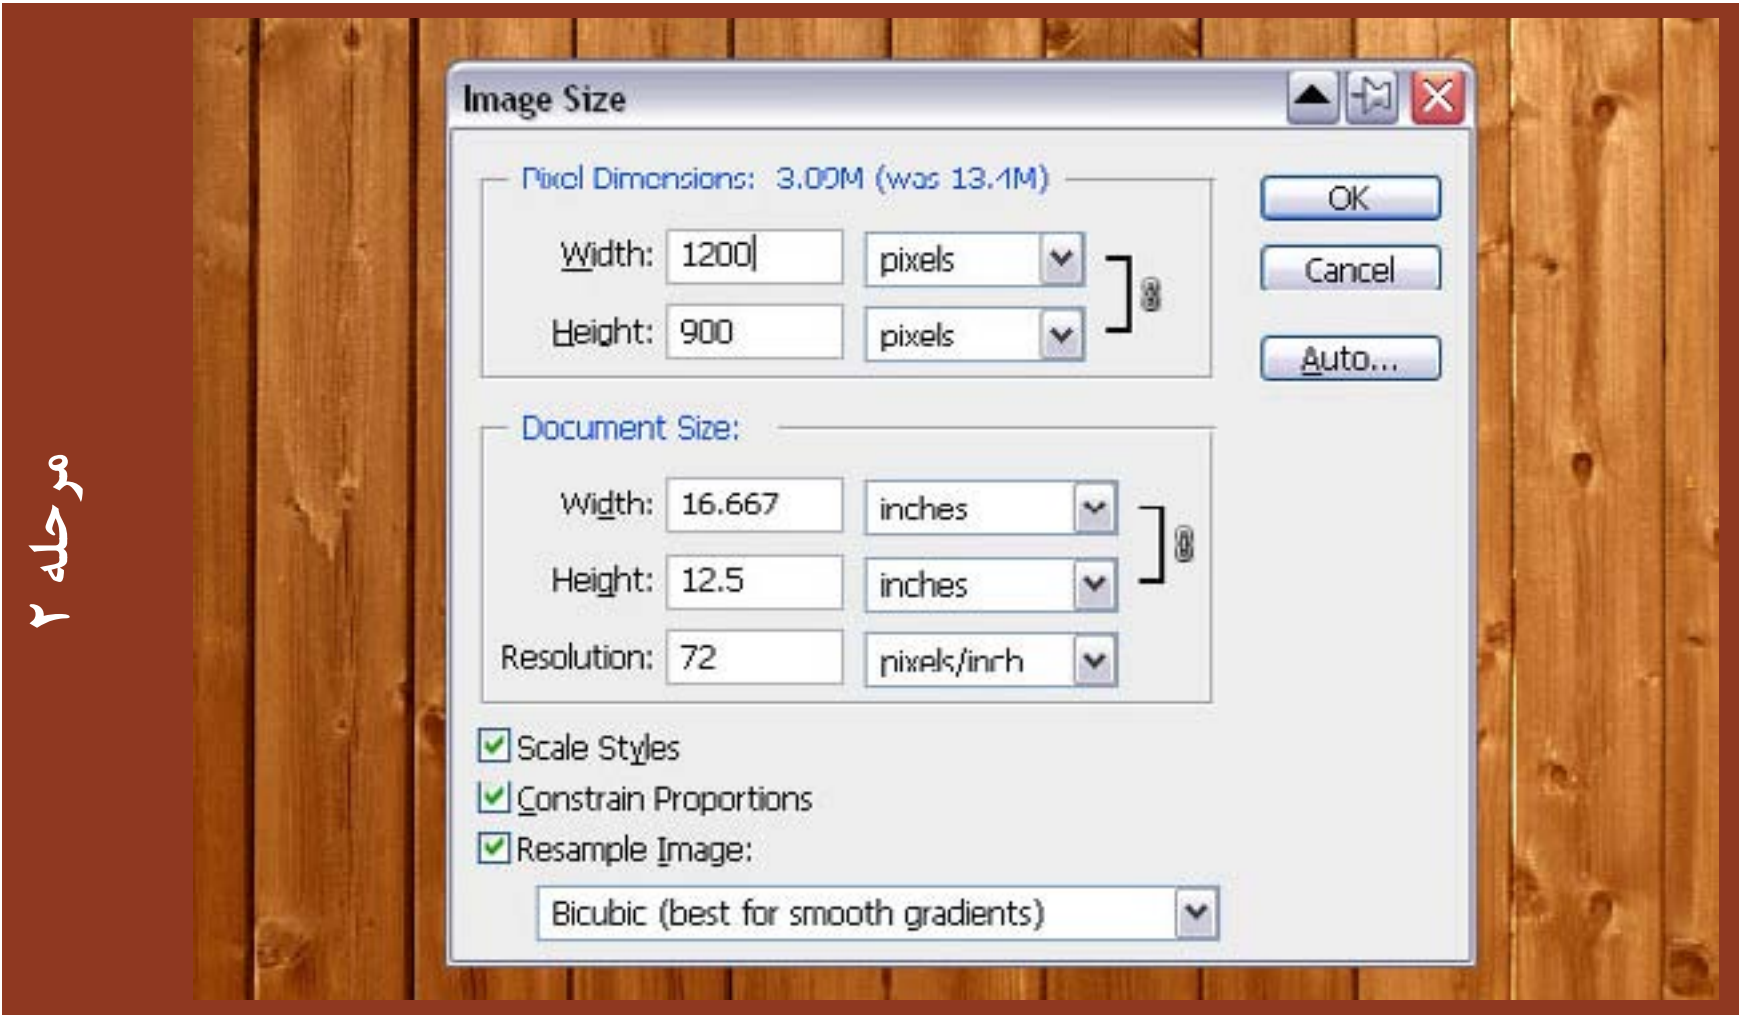 مرحله ۲
Image Size
Pixel Dimensions: 3.09M (was 13.4M)
Width: 1200 pixels
Height: 900 pixels
OK
Cancel
Auto...
Document Size:
Width: 16.667 inches
Height: 12.5 inches
Resolution: 72 pixels/inch
Scale Styles
Constrain Proportions
Resample Image:
Bicubic (best for smooth gradients)